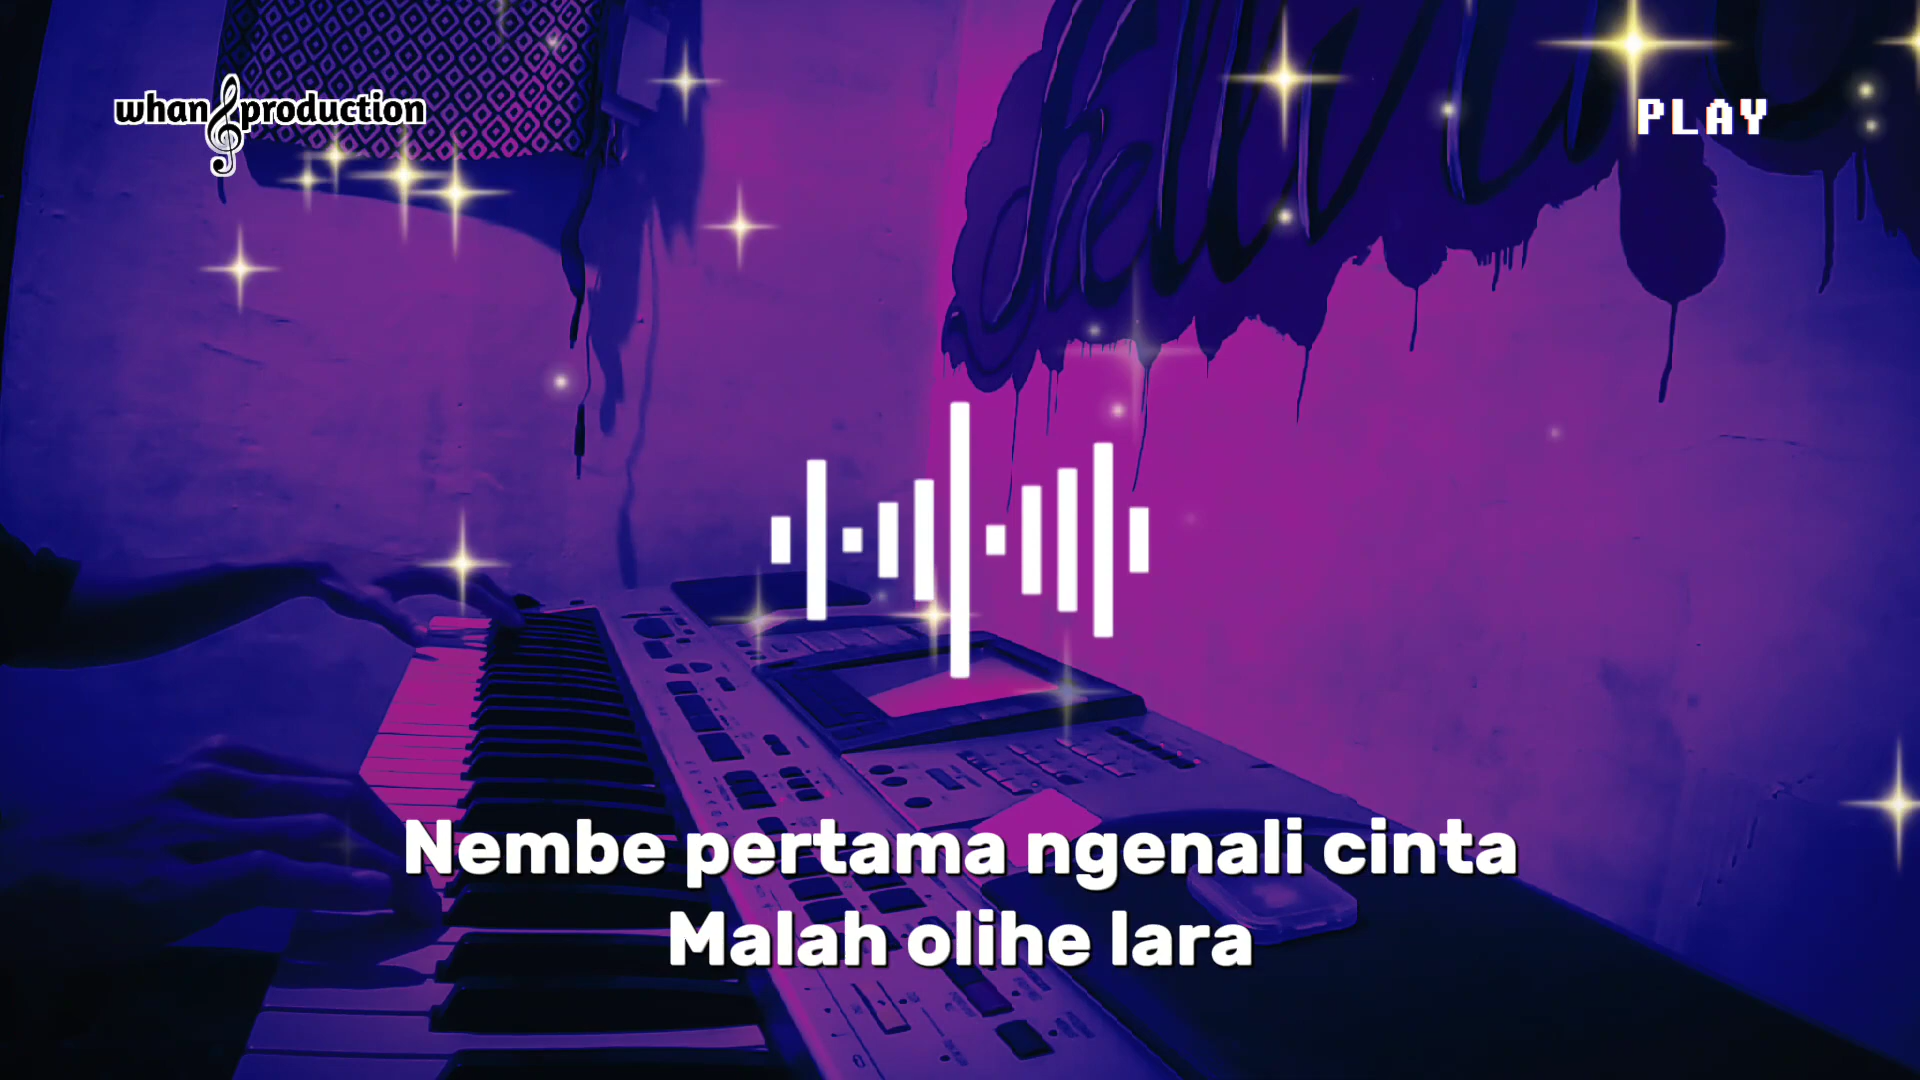 whan production
PLAY
Nembe pertama ngenali cinta
Malah olihe lara